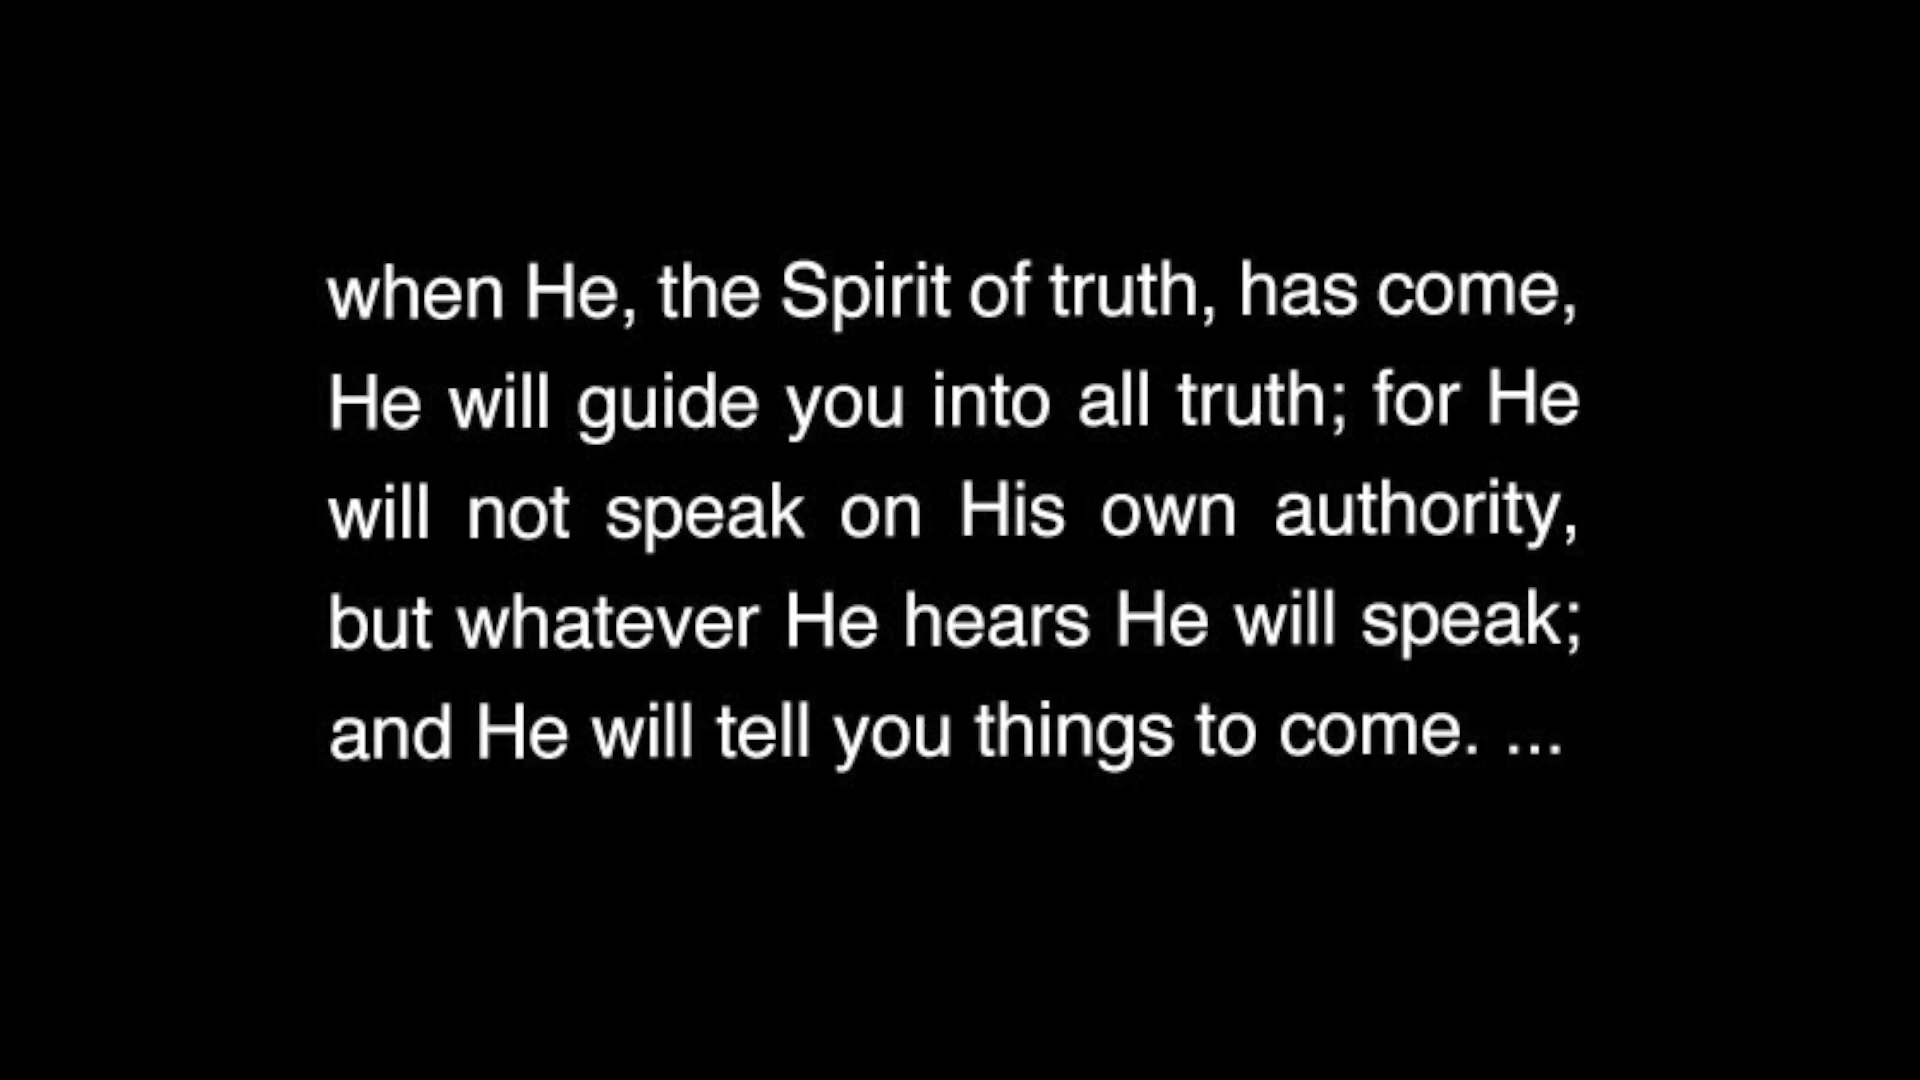 when He, the Spirit of truth, has come,
He will guide you into all truth; for He
will not speak on His own authority,
but whatever He hears He will speak;
and He will tell you things to come. ...